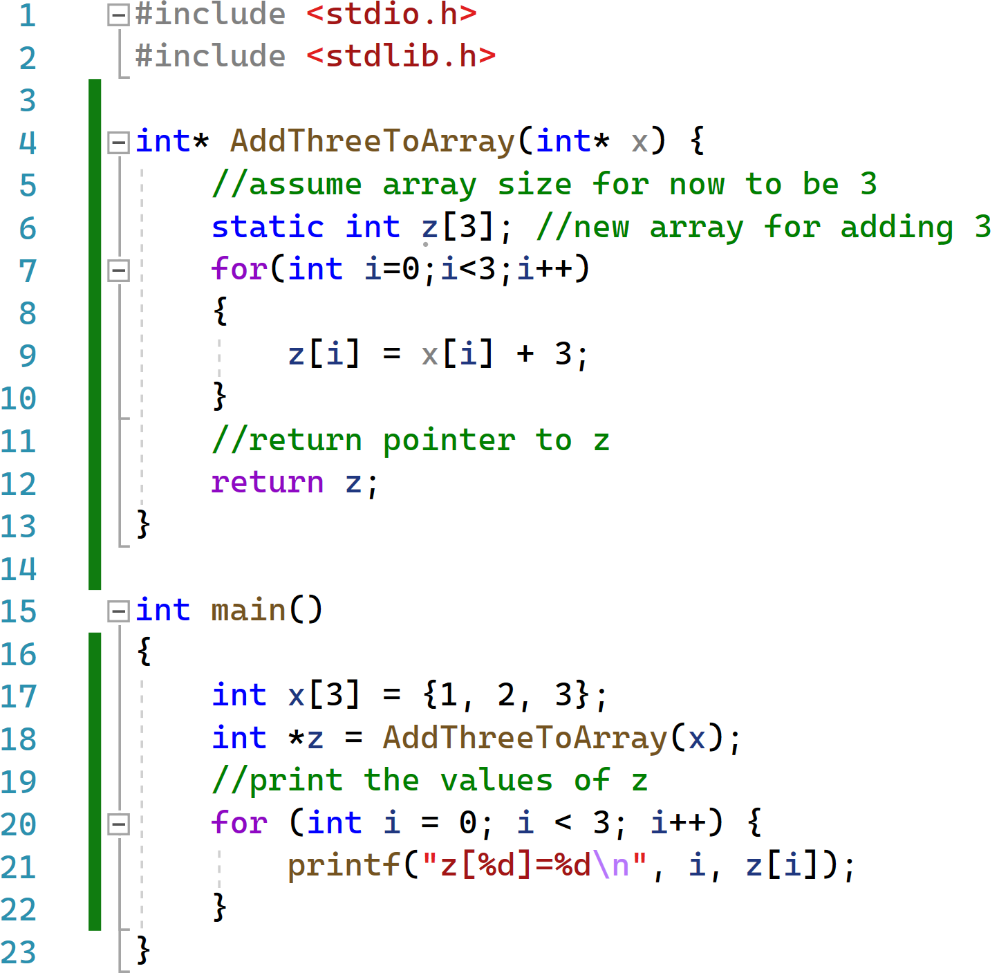 1 #include <stdio.h>
2 #include <stdlib.h>
3
4 int* AddThreeToArray(int* x) {
5     //assume array size for now to be 3
6     static int z[3]; //new array for adding 3
7     for(int i=0;i<3;i++)
8     {
9         z[i] = x[i] + 3;
10     }
11     //return pointer to z
12     return z;
13 }
14
15 int main()
16 {
17     int x[3] = {1, 2, 3};
18     int *z = AddThreeToArray(x);
19     //print the values of z
20     for (int i = 0; i < 3; i++) {
21         printf("z[%d]=%d\n", i, z[i]);
22     }
23 }